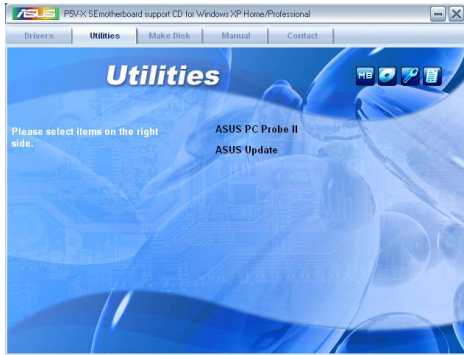 ASUS P5V-X SEmotherboard support CD for Windows XP Home/Professional
Drivers Utilities Make Disk Manual Contact
Utilities
MB
Please select items on the right
side.
ASUS PC Probe II
ASUS Update